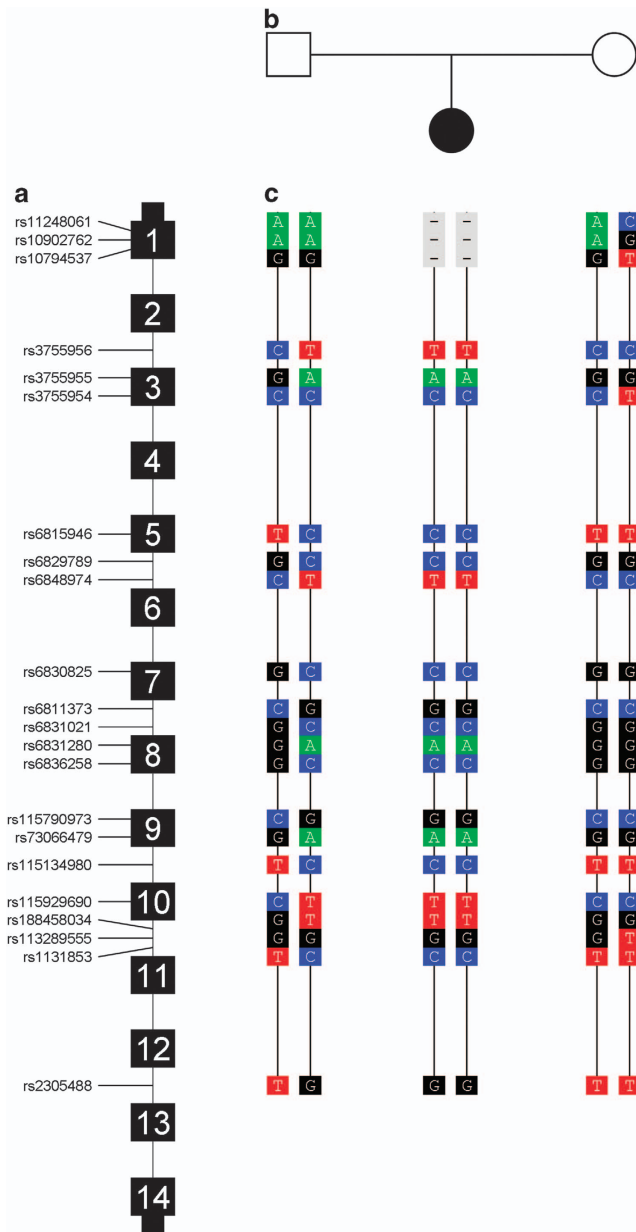 b
a
c
rs11248061 A A - - A C
rs10902762 A A - - A G
1
rs10794537 G G - - G T
2
rs3755956 C T T T C C
rs3755955 G A A A G G
3
rs3755954 C C C C C T
4
rs6815946 5 T C C C T T
rs6829789 G C C C G G
rs6848974 C T T T C C
6
rs6830825 7 G C C C G G
rs6811373 C G G G C C
rs6831021 G C C C G G
rs6831280 8 G A A A G G
rs6836258 G C C C G G
rs115790973 C G G G C C
9
rs73066479 G A A A G G
rs115134980 T C C C T T
rs115929690 10 C T T T C C
rs188458034 G T T T G G
rs113289555 G G G G G T
rs1131853 T C C C T T
11
12
rs2305488 T G G G T T
13
14